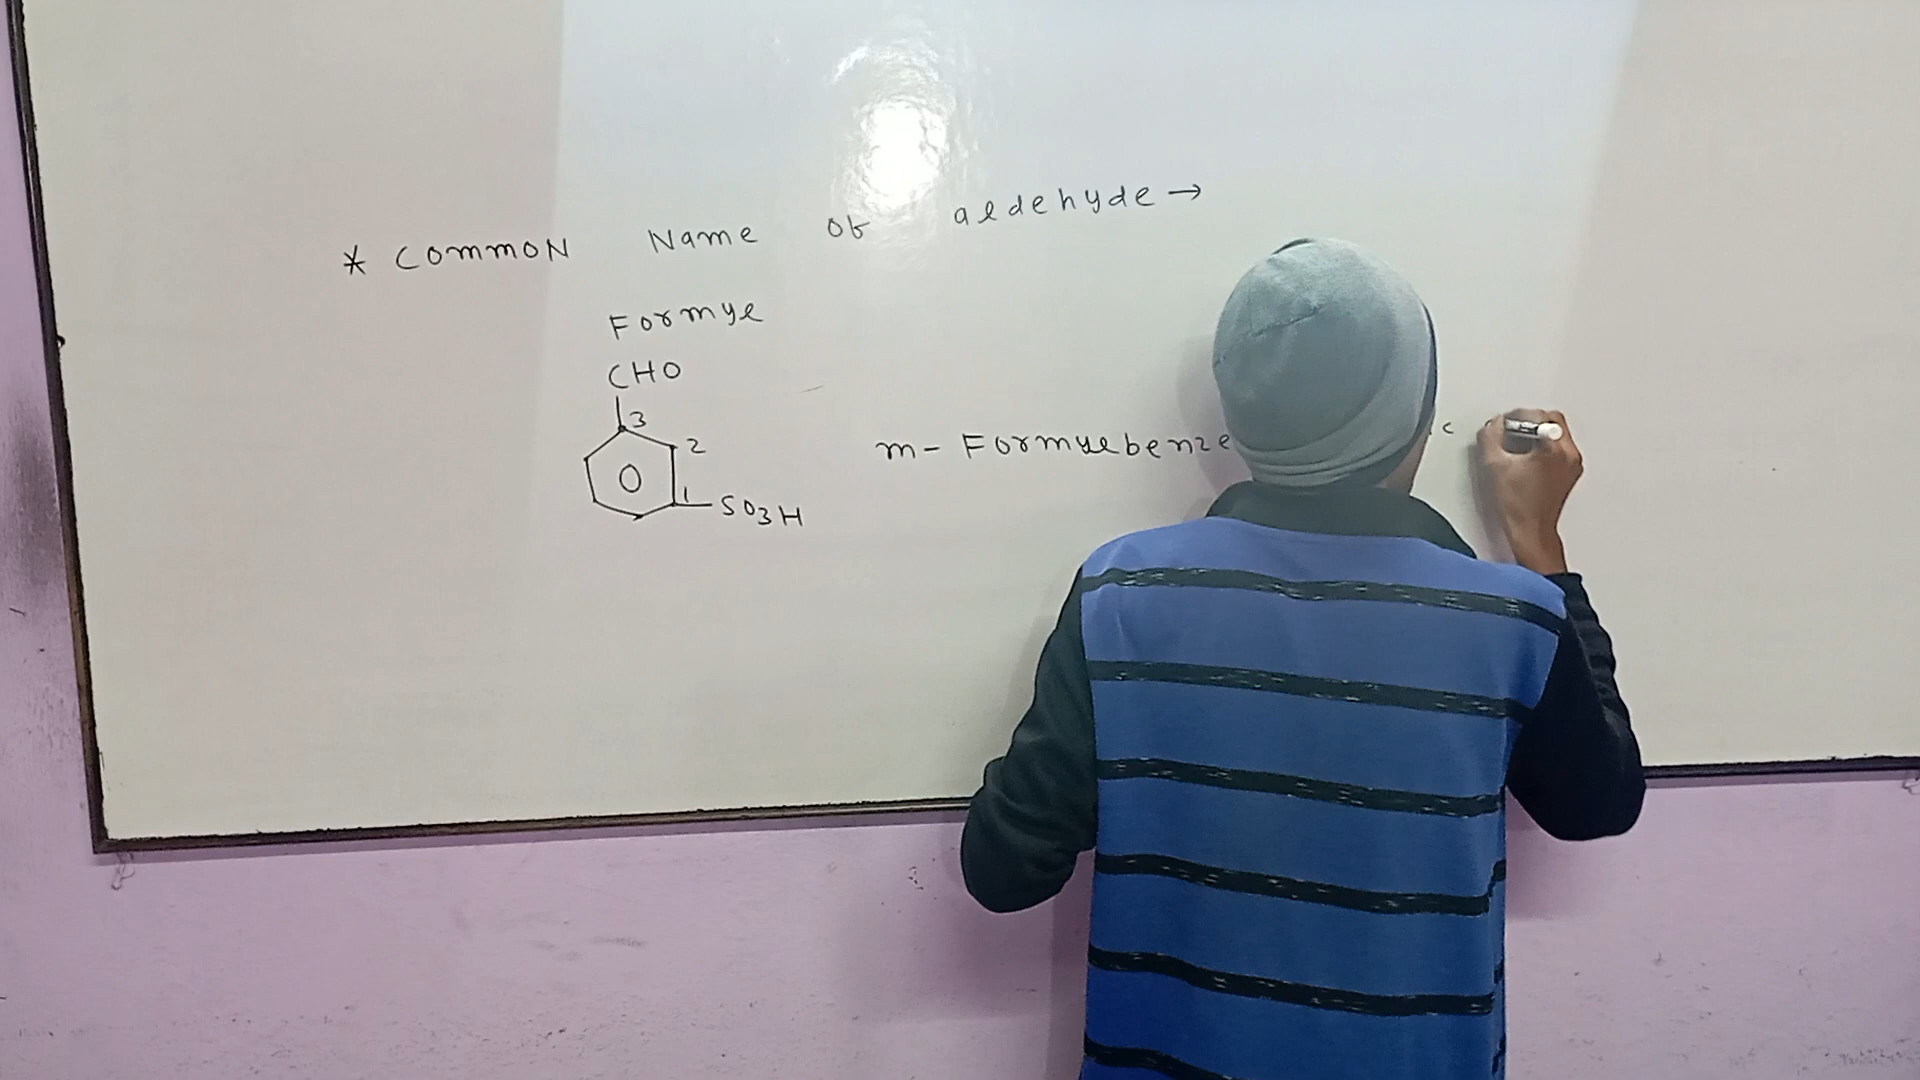 * Common Name of aldehyde →
Formyl
CHO
3
2
m- Formylbenze
1
SO3H